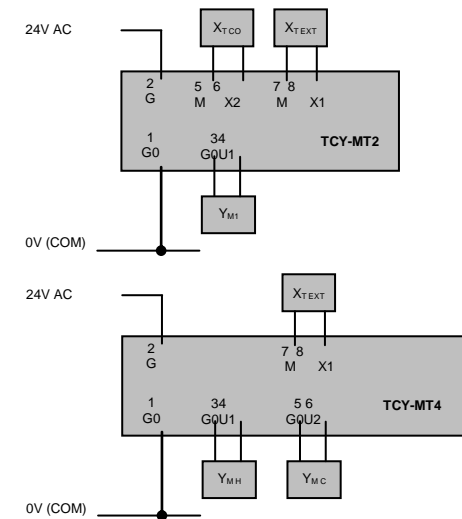 24V AC
XTCO XTEXT
2 5 6 7 8
G M X2 M X1
1 34 TCY-MT2
G0 G0U1
YM1
0V (COM)
24V AC
XTEXT
2 7 8
G M X1
1 34 5 6 TCY-MT4
G0 G0U1 G0U2
YMH YMC
0V (COM)